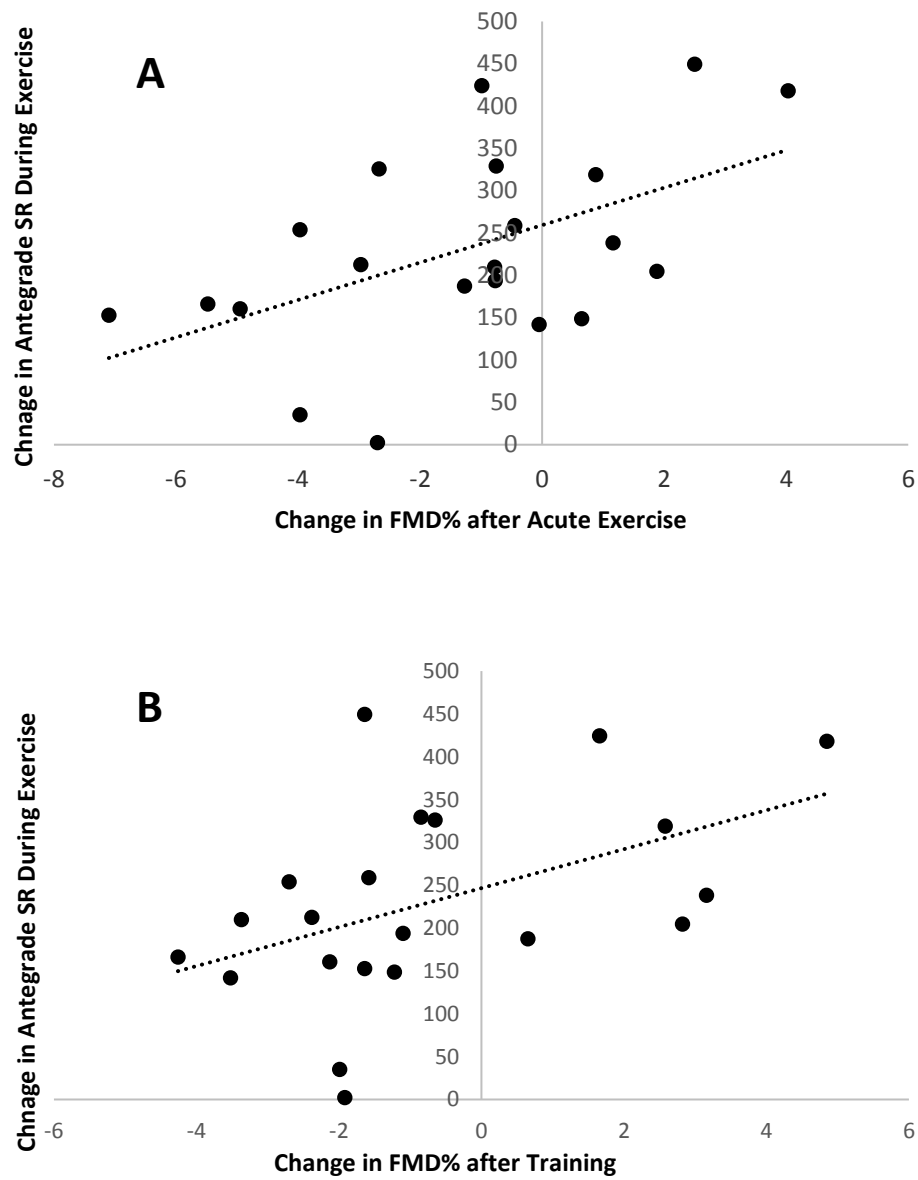 A
Chnage in Antegrade SR During Exercise
500
450
400
350
300
250
200
150
100
50
0
-8 -6 -4 -2 0 2 4 6
Change in FMD% after Acute Exercise
B
Chnage in Antegrade SR During Exercise
500
450
400
350
300
250
200
150
100
50
0
-6 -4 -2 0 2 4 6
Change in FMD% after Training